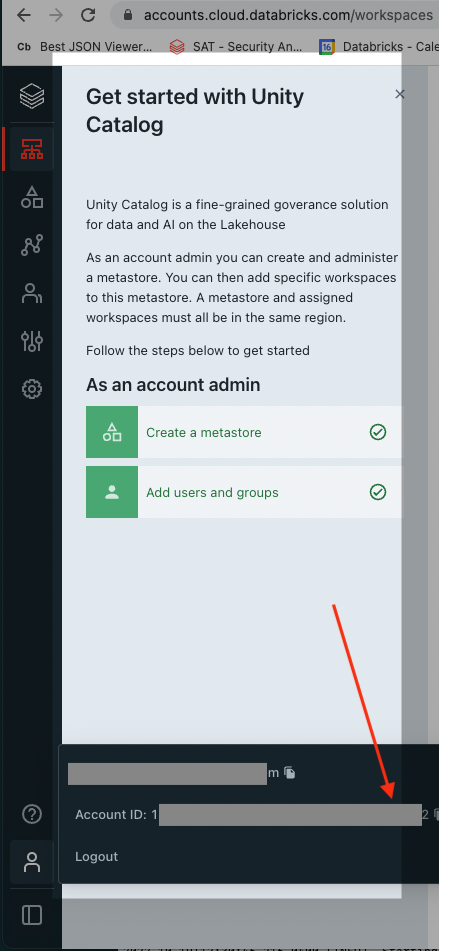 accounts.cloud.databricks.com/workspaces
Cb Best JSON Viewer... SAT - Security An... 16 Databricks - Cale
Get started with Unity
Catalog
Unity Catalog is a fine-grained goverance solution
for data and AI on the Lakehouse
As an account admin you can create and administer
a metastore. You can then add specific workspaces
to this metastore. A metastore and assigned
workspaces must all be in the same region.
Follow the steps below to get started
As an account admin
Create a metastore
Add users and groups
m
Account ID: 1 2
Logout